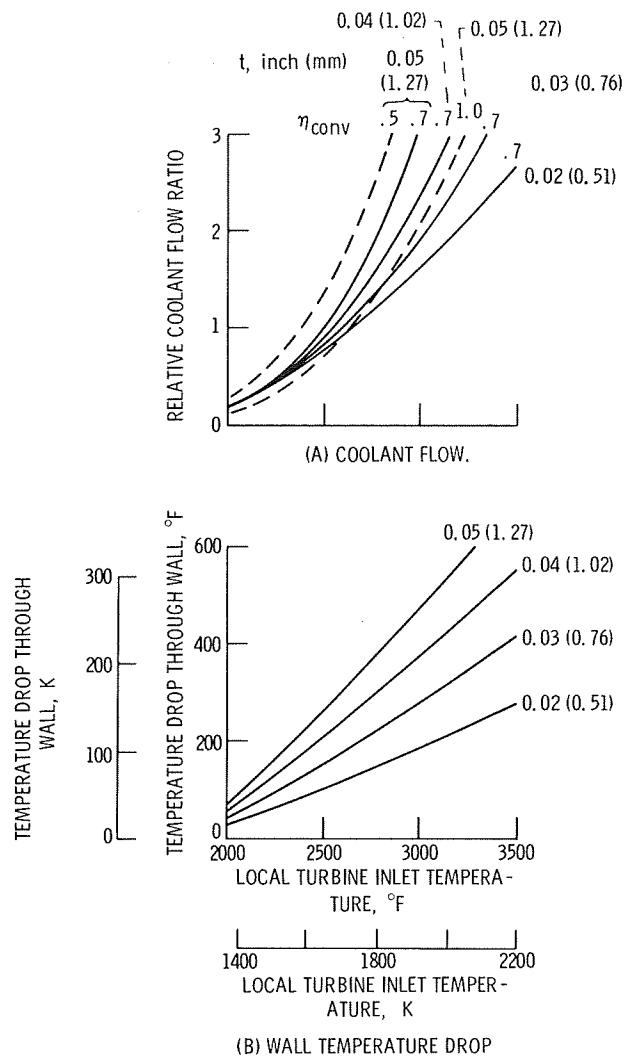 0.04 (1.02)
0.05 (1.27)
t, inch (mm)
0.05
(1.27)
0.03 (0.76)
ηconv
.5 .7 .7 1.0 .7
.7
0.02 (0.51)
3
2
1
0
RELATIVE COOLANT FLOW RATIO
(A) COOLANT FLOW.
TEMPERATURE DROP THROUGH
WALL, K
300
200
100
0
TEMPERATURE DROP THROUGH WALL, °F
600
400
200
0
0.05 (1.27)
0.04 (1.02)
0.03 (0.76)
0.02 (0.51)
2000 2500 3000 3500
LOCAL TURBINE INLET TEMPERA-
TURE, °F
1400 1800 2200
LOCAL TURBINE INLET TEMPER-
ATURE, K
(B) WALL TEMPERATURE DROP